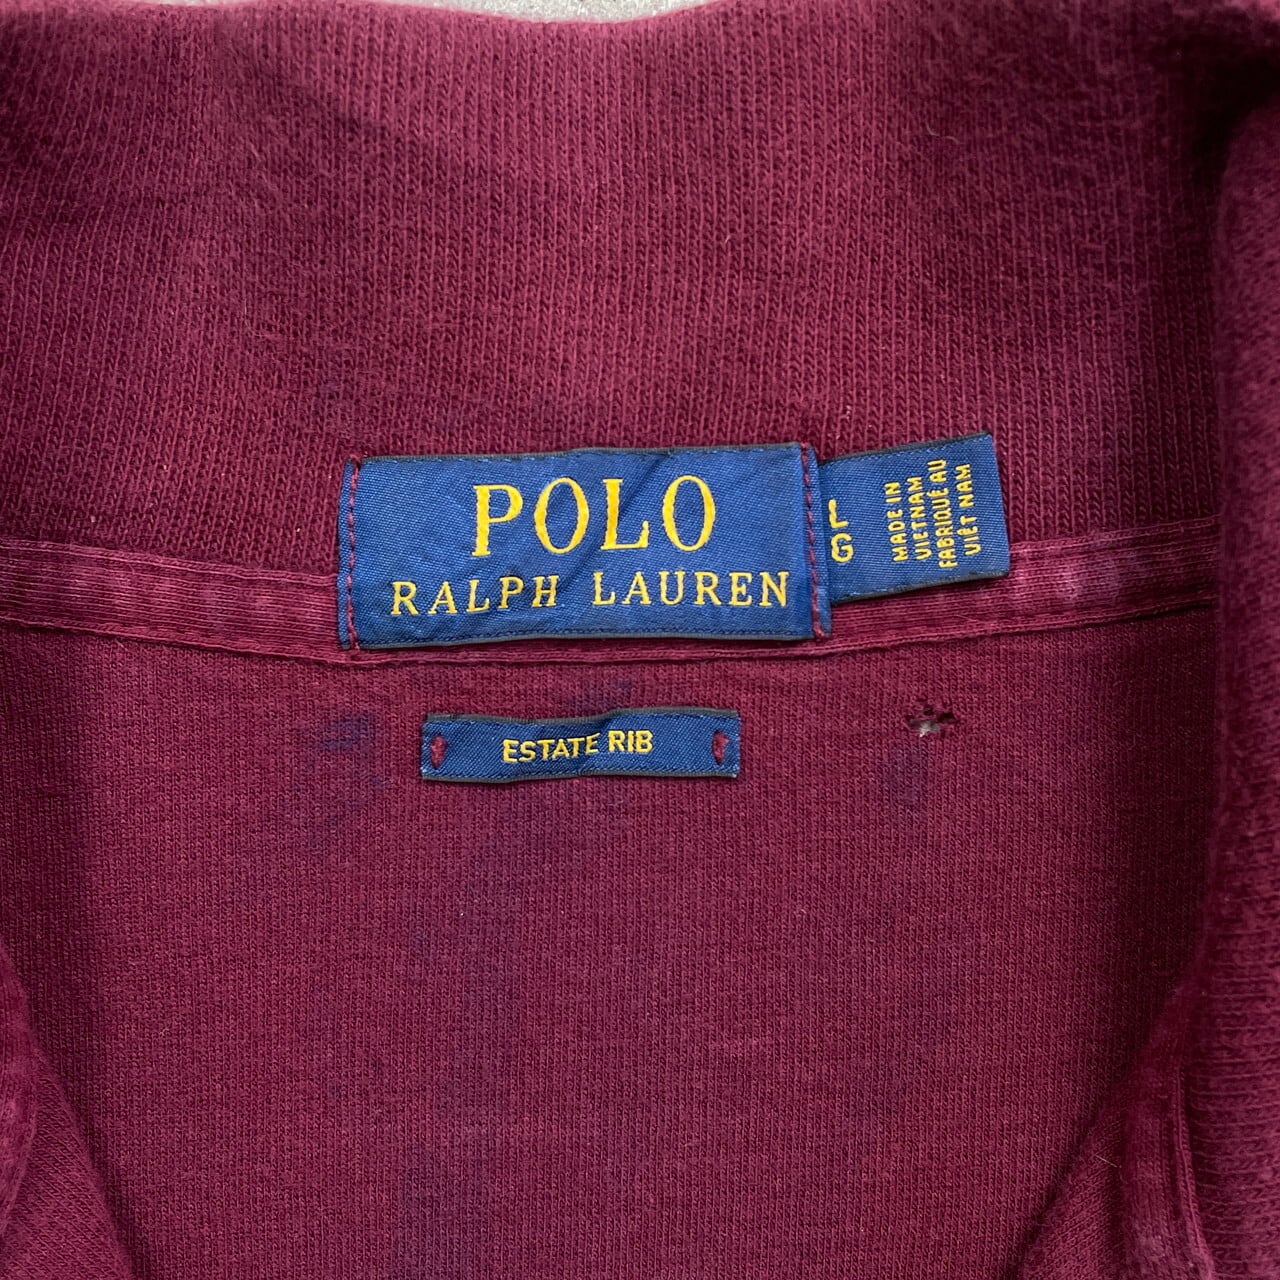 POLO
RALPH LAUREN
L
G
MADE IN
VIETNAM
FABRIQUÉ AU
VIÊT NAM
ESTATE RIB